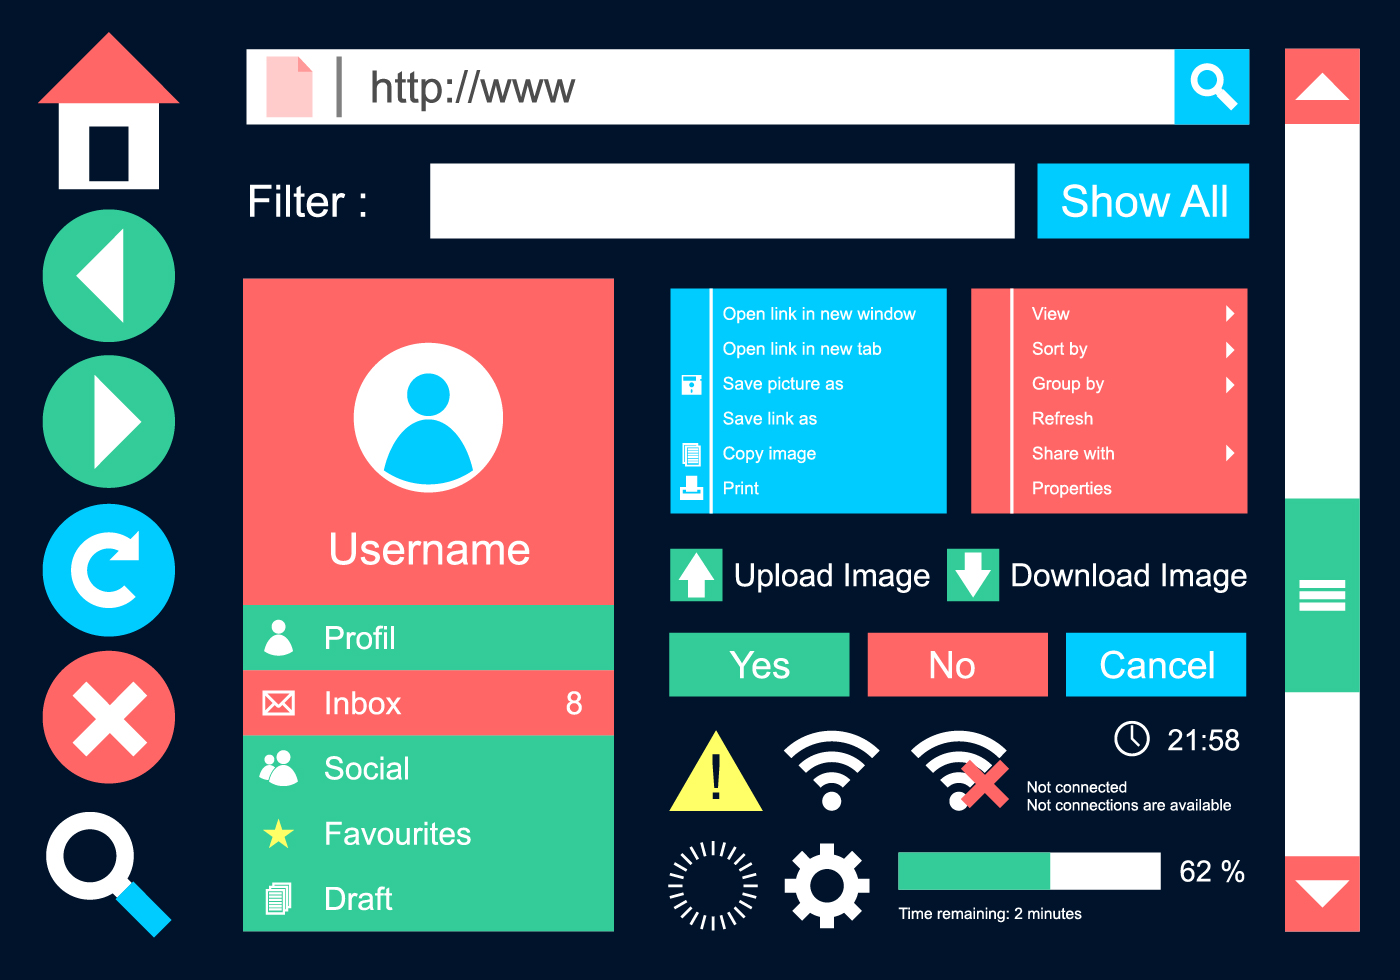 http://www
Filter :
Show All
Username
Profil
Inbox 8
Social
Favourites
Draft
Open link in new window
Open link in new tab
Save picture as
Save link as
Copy image
Print
View
Sort by
Group by
Refresh
Share with
Properties
Upload Image
Download Image
Yes
No
Cancel
!
21:58
Not connected
Not connections are available
62 %
Time remaining: 2 minutes